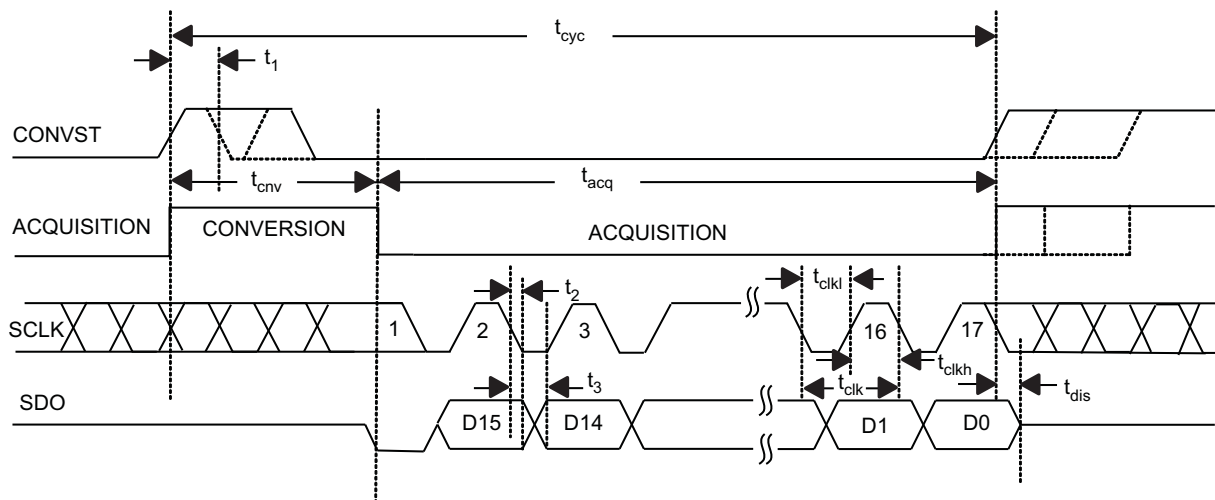 tcyc
t1
CONVST
tcnv
tacq
ACQUISITION
CONVERSION
ACQUISITION
t2
tclkl
SCLK
1
2
3
16
17
t3
tclk
tclkh
tdis
SDO
D15
D14
D1
D0